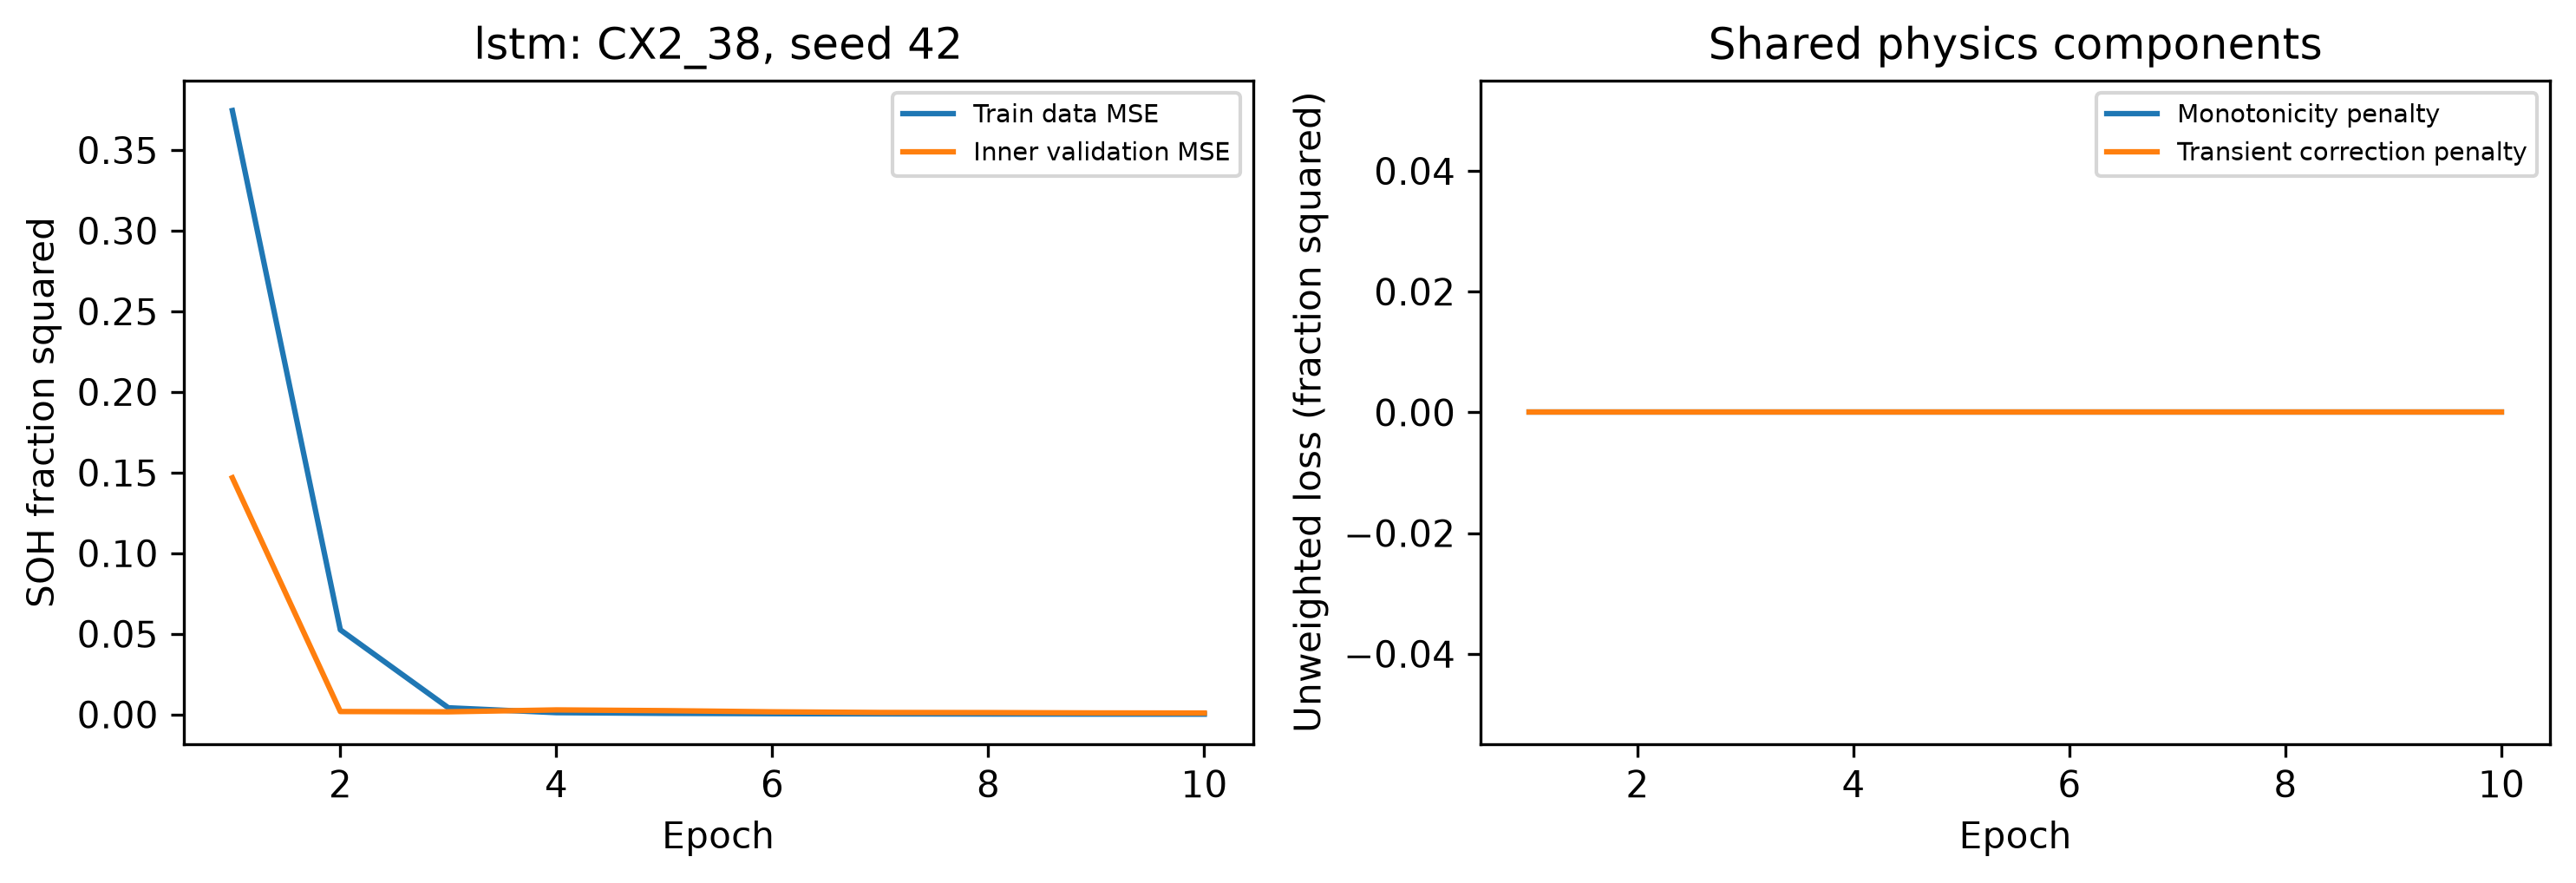 lstm: CX2_38, seed 42
SOH fraction squared
0.35
0.30
0.25
0.20
0.15
0.10
0.05
0.00
Train data MSE
Inner validation MSE
2
4
6
8
10
Epoch
Shared physics components
Unweighted loss (fraction squared)
0.04
0.02
0.00
−0.02
−0.04
Monotonicity penalty
Transient correction penalty
2
4
6
8
10
Epoch